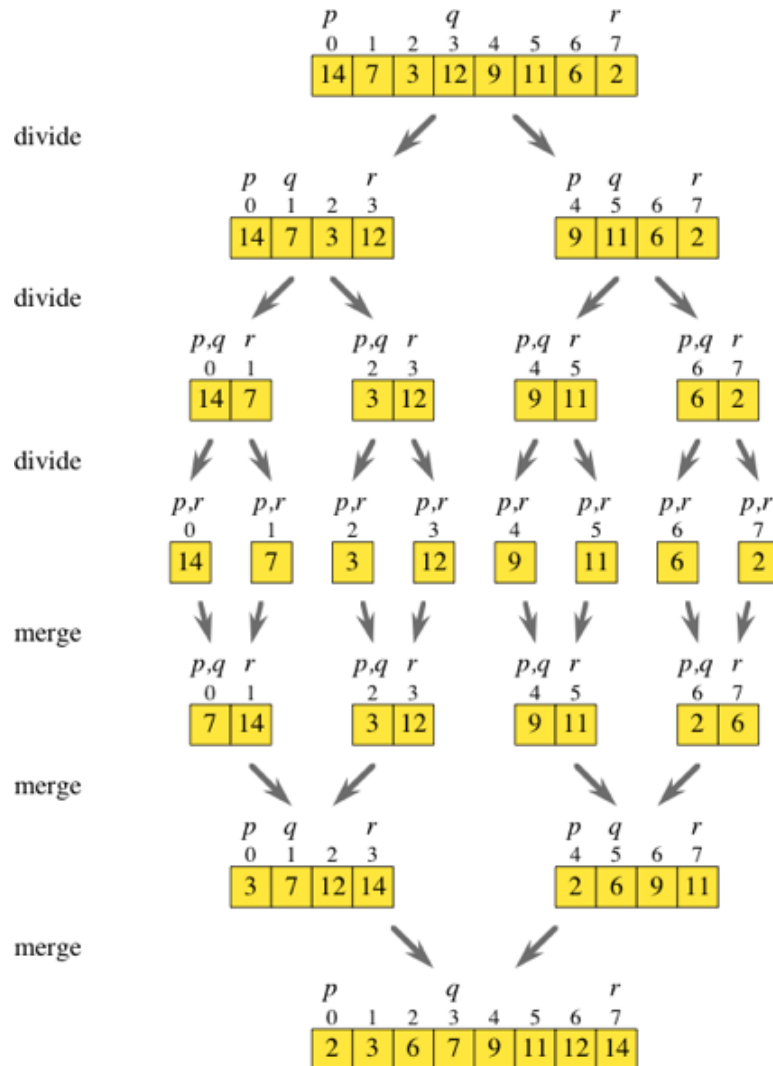 p q r
0 1 2 3 4 5 6 7
14 7 3 12 9 11 6 2
divide
p q r p q r
0 1 2 3 4 5 6 7
14 7 3 12 9 11 6 2
divide
p,q r p,q r p,q r p,q r
0 1 2 3 4 5 6 7
14 7 3 12 9 11 6 2
divide
p,r p,r p,r p,r p,r p,r p,r p,r
0 1 2 3 4 5 6 7
14 7 3 12 9 11 6 2
merge
p,q r p,q r p,q r p,q r
0 1 2 3 4 5 6 7
7 14 3 12 9 11 2 6
merge
p q r p q r
0 1 2 3 4 5 6 7
3 7 12 14 2 6 9 11
merge
p q r
0 1 2 3 4 5 6 7
2 3 6 7 9 11 12 14